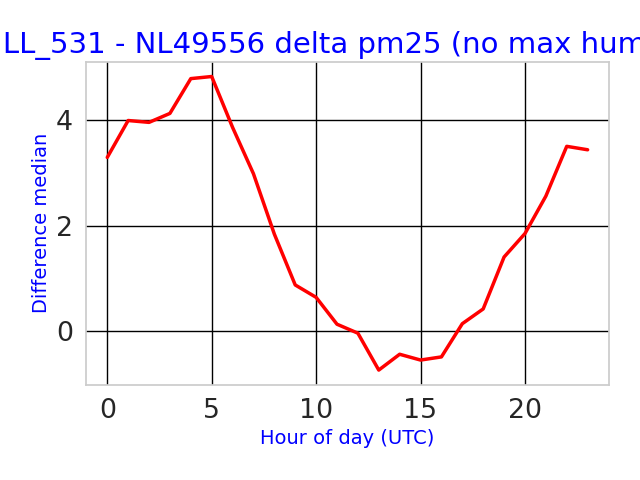 LL_531 - NL49556 delta pm25 (no max hum
4
2
0
Difference median
0 5 10 15 20
Hour of day (UTC)